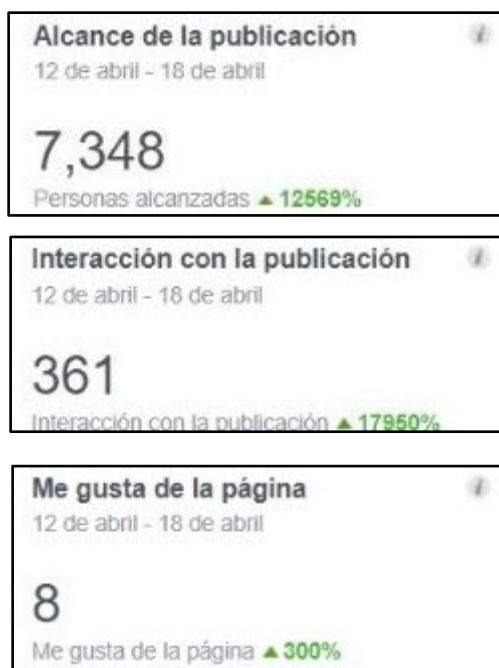 Alcance de la publicación
12 de abril - 18 de abril
7,348
Personas alcanzadas ▲ 12569%
Interacción con la publicación
12 de abril - 18 de abril
361
Interacción con la publicación ▲ 17950%
Me gusta de la página
12 de abril - 18 de abril
8
Me gusta de la página ▲ 300%